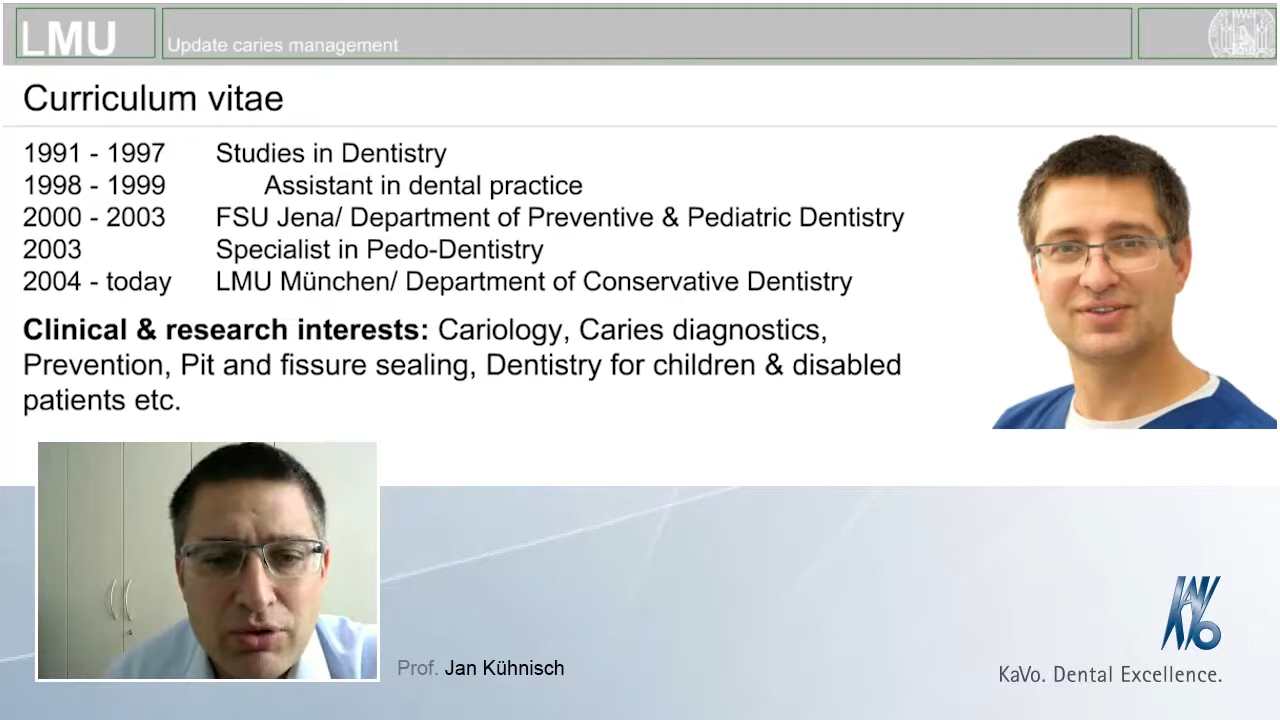 LMU
Update caries management
Curriculum vitae
1991 - 1997 Studies in Dentistry
1998 - 1999 Assistant in dental practice
2000 - 2003 FSU Jena/ Department of Preventive & Pediatric Dentistry
2003 Specialist in Pedo-Dentistry
2004 - today LMU München/ Department of Conservative Dentistry
Clinical & research interests: Cariology, Caries diagnostics,
Prevention, Pit and fissure sealing, Dentistry for children & disabled
patients etc.
Prof. Jan Kühnisch
KAVO
KaVo. Dental Excellence.